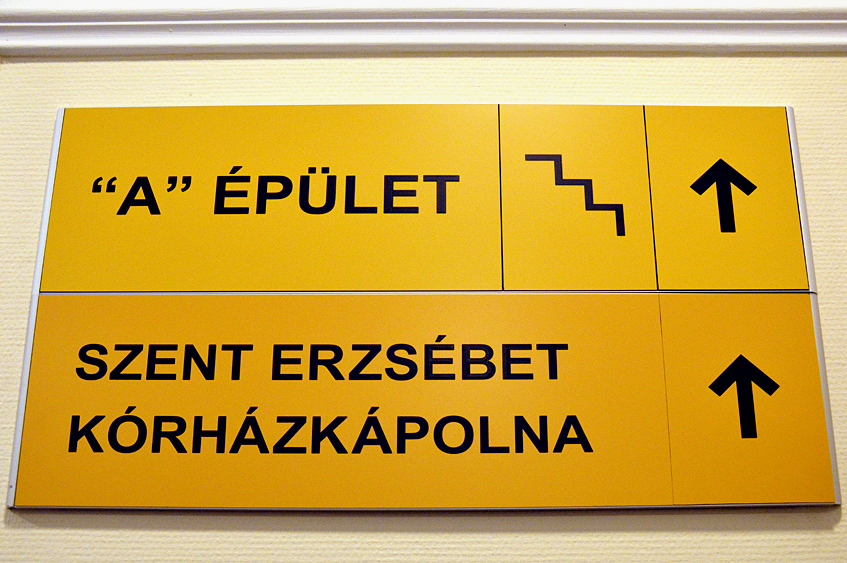 “A” ÉPÜLET
SZENT ERZSÉBET
KÓRHÁZKÁPOLNA